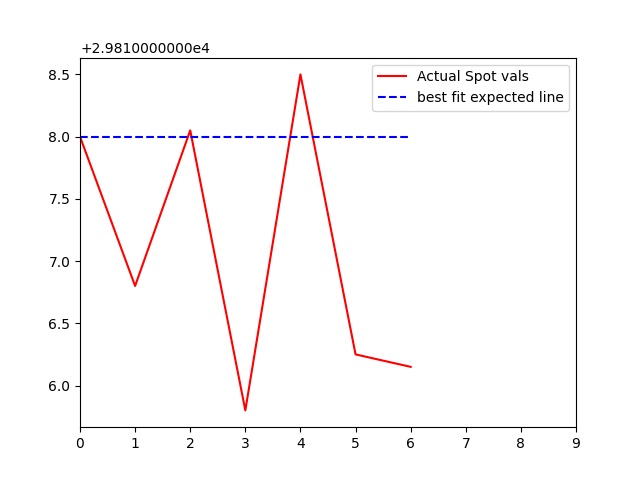 +2.9810000000e4
Actual Spot vals
best fit expected line
8.5
8.0
7.5
7.0
6.5
6.0
0 1 2 3 4 5 6 7 8 9